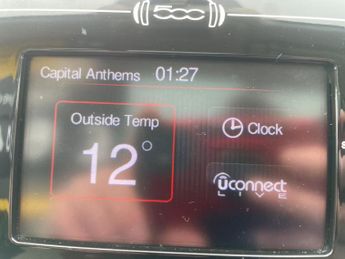 500
Capital Anthems 01:27
Outside Temp
12°
Clock
uconnect
LIVE